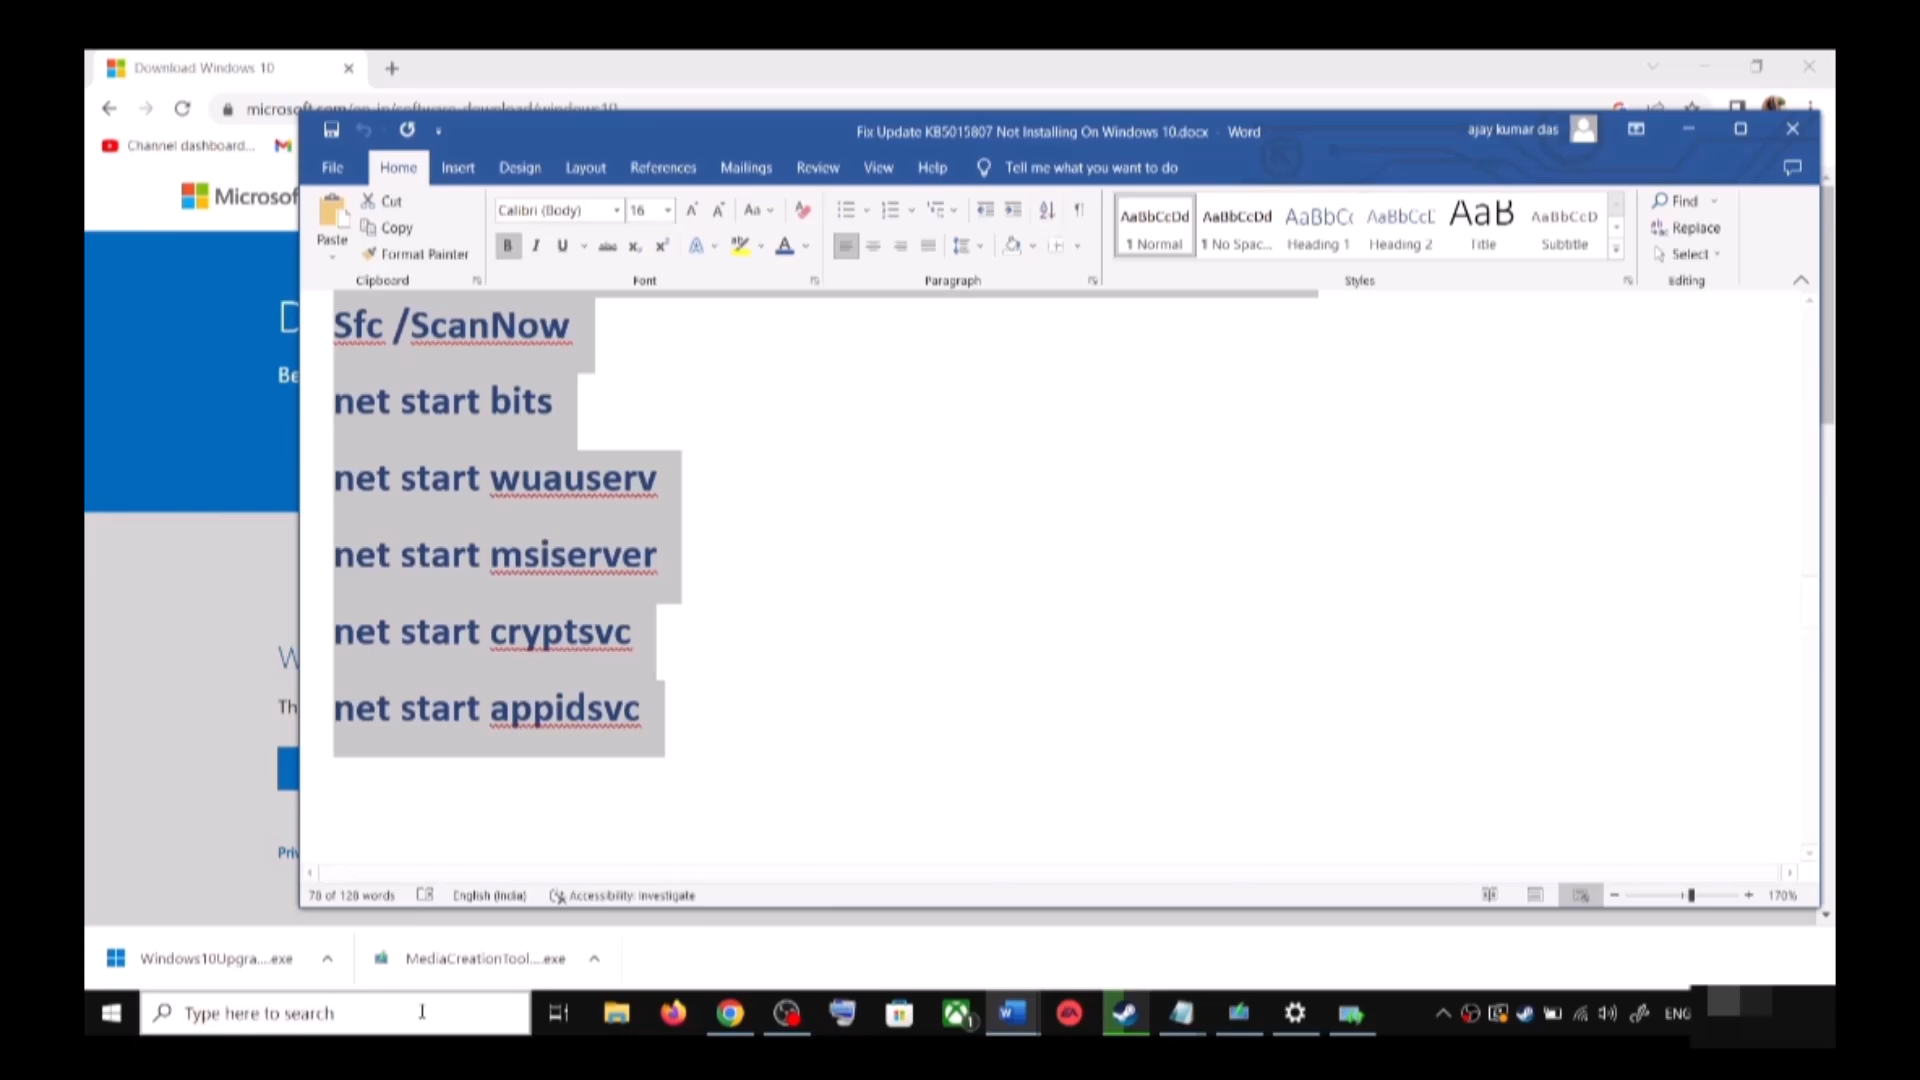 Download Windows 10
Channel dashboard...
Fix Update KB5015807 Not Installing On Windows 10.docx - Word
ajay kumar das
File Home Insert Design Layout References Mailings Review View Help Tell me what you want to do
Paste
Cut
Copy
Format Painter
Clipboard
Calibri (Body) 16
Font
Paragraph
AaBbCcDd AaBbCcDd AaBbCc AaBbCcL AaB AaBbCcD
¶ Normal ¶ No Spac... Heading 1 Heading 2 Title Subtitle
Styles
Find
Replace
Select
Editing
Microsof
Be
Th
Priv
Sfc /ScanNow
net start bits
net start wuauserv
net start msiserver
net start cryptsvc
net start appidsvc
78 of 128 words English (India) Accessibility: Investigate 170%
Windows10Upgra....exe MediaCreationTool....exe
Type here to search
ENG